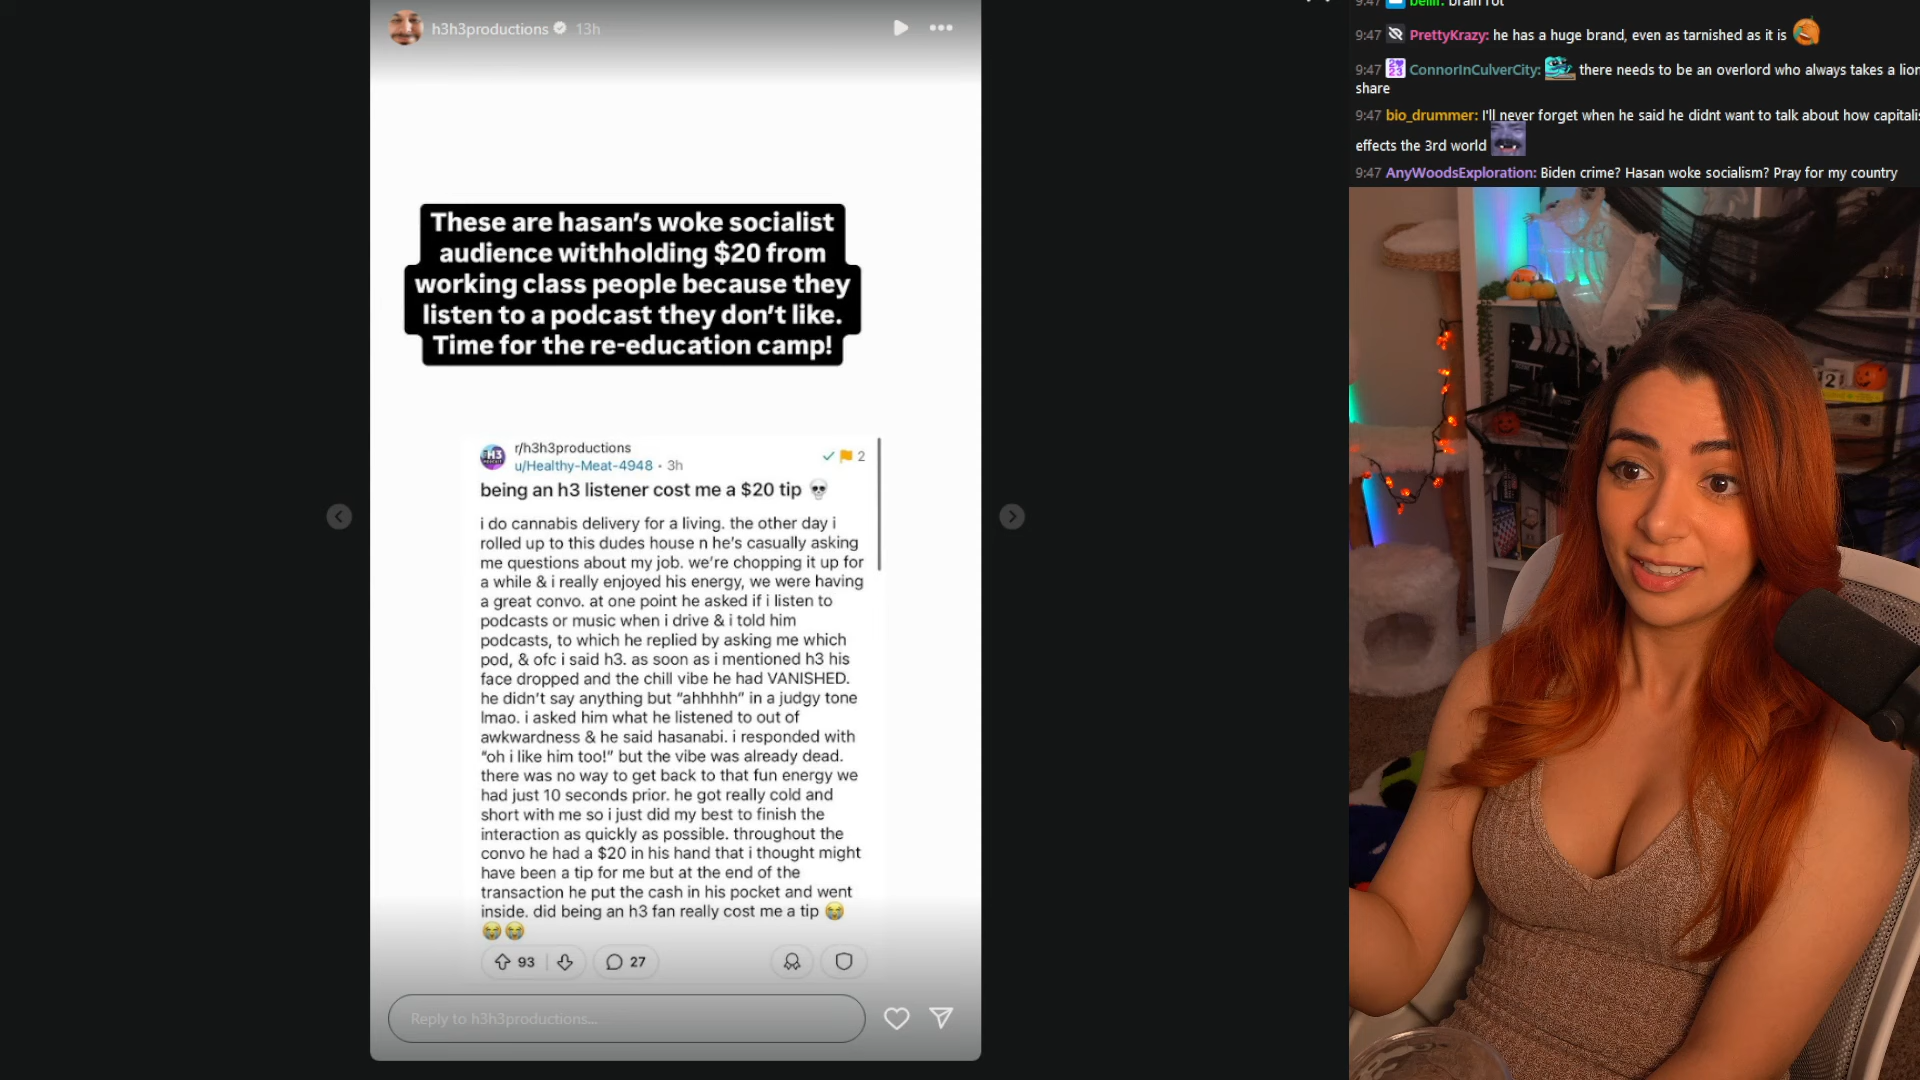 h3h3productions 13h
These are hasan's woke socialist
audience withholding $20 from
working class people because they
listen to a podcast they don't like.
Time for the re-education camp!
r/h3h3productions
u/Healthy-Meat-4948 • 3h
2
being an h3 listener cost me a $20 tip 💀
i do cannabis delivery for a living. the other day i
rolled up to this dudes house n he's casually asking
me questions about my job. we're chopping it up for
a while & i really enjoyed his energy, we were having
a great convo. at one point he asked if i listen to
podcasts or music when i drive & i told him
podcasts, to which he replied by asking me which
pod, & ofc i said h3. as soon as i mentioned h3 his
face dropped and the chill vibe he had VANISHED.
he didn't say anything but "ahhhhh" in a judgy tone
lmao. i asked him what he listened to out of
awkwardness & he said hasanabi. i responded with
"oh i like him too!" but the vibe was already dead.
there was no way to get back to that fun energy we
had just 10 seconds prior. he got really cold and
short with me so i just did my best to finish the
interaction as quickly as possible. throughout the
convo he had a $20 in his hand that i thought might
have been a tip for me but at the end of the
transaction he put the cash in his pocket and went
inside. did being an h3 fan really cost me a tip 😭
😭😭
93 27
Reply to h3h3productions...
brain rot
9:47 PrettyKrazy: he has a huge brand, even as tarnished as it is
9:47 ConnorInCulverCity: there needs to be an overlord who always takes a lion
share
9:47 bio_drummer: I'll never forget when he said he didnt want to talk about how capitali
effects the 3rd world
9:47 AnyWoodsExploration: Biden crime? Hasan woke socialism? Pray for my country